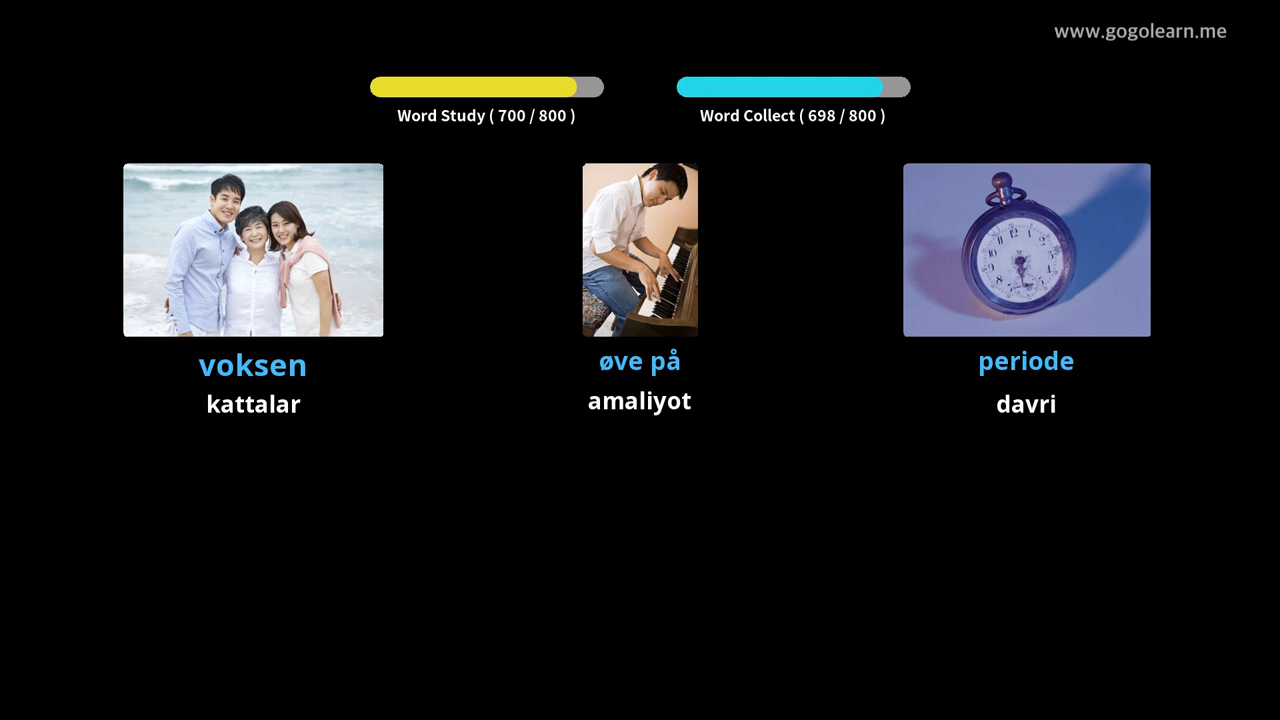 www.gogolearn.me
Word Study ( 700 / 800 )
Word Collect ( 698 / 800 )
voksen
kattalar
øve på
amaliyot
periode
davri